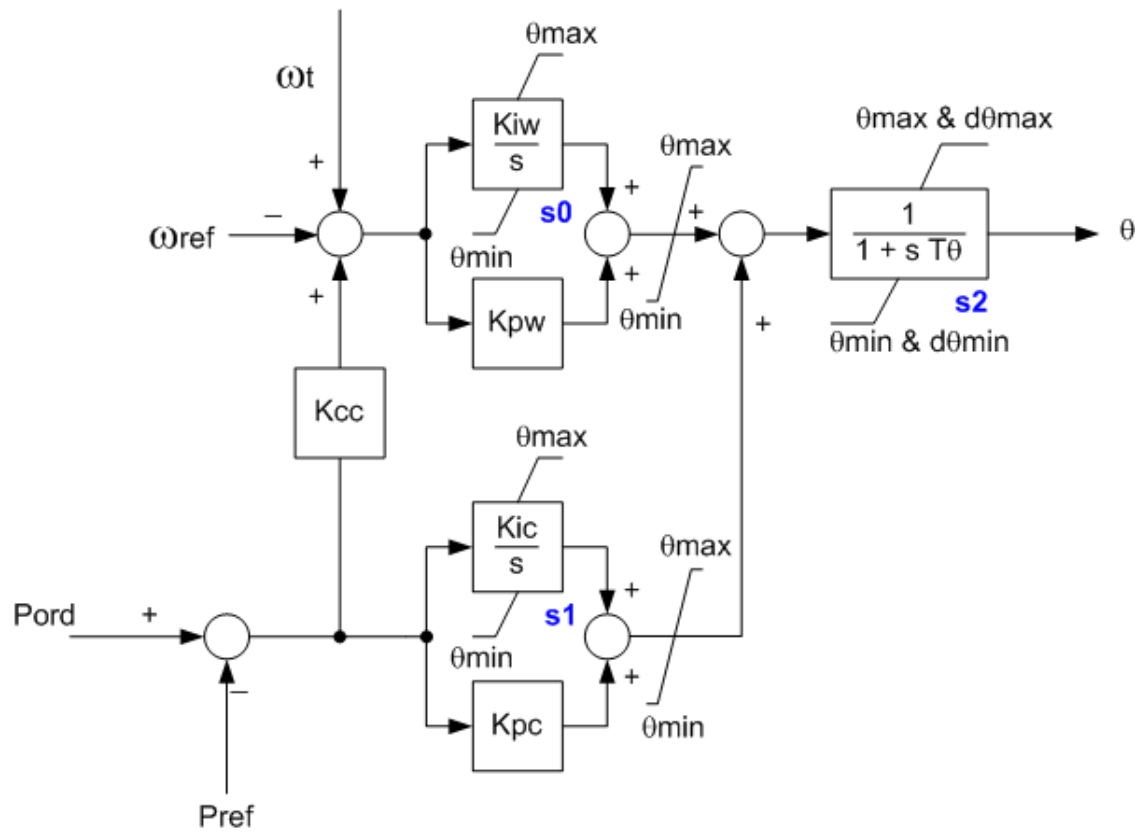 θmax
ωt
Kiw
s
θmax
θmax & dθmax
+
s0
+
+
1
1 + s Tθ
θ
−
ωref
θmin
+
s2
+
Kpw
θmin
+
θmin & dθmin
Kcc
θmax
Kic
s
θmax
Pord
+
s1
+
θmin
−
+
Kpc
θmin
Pref